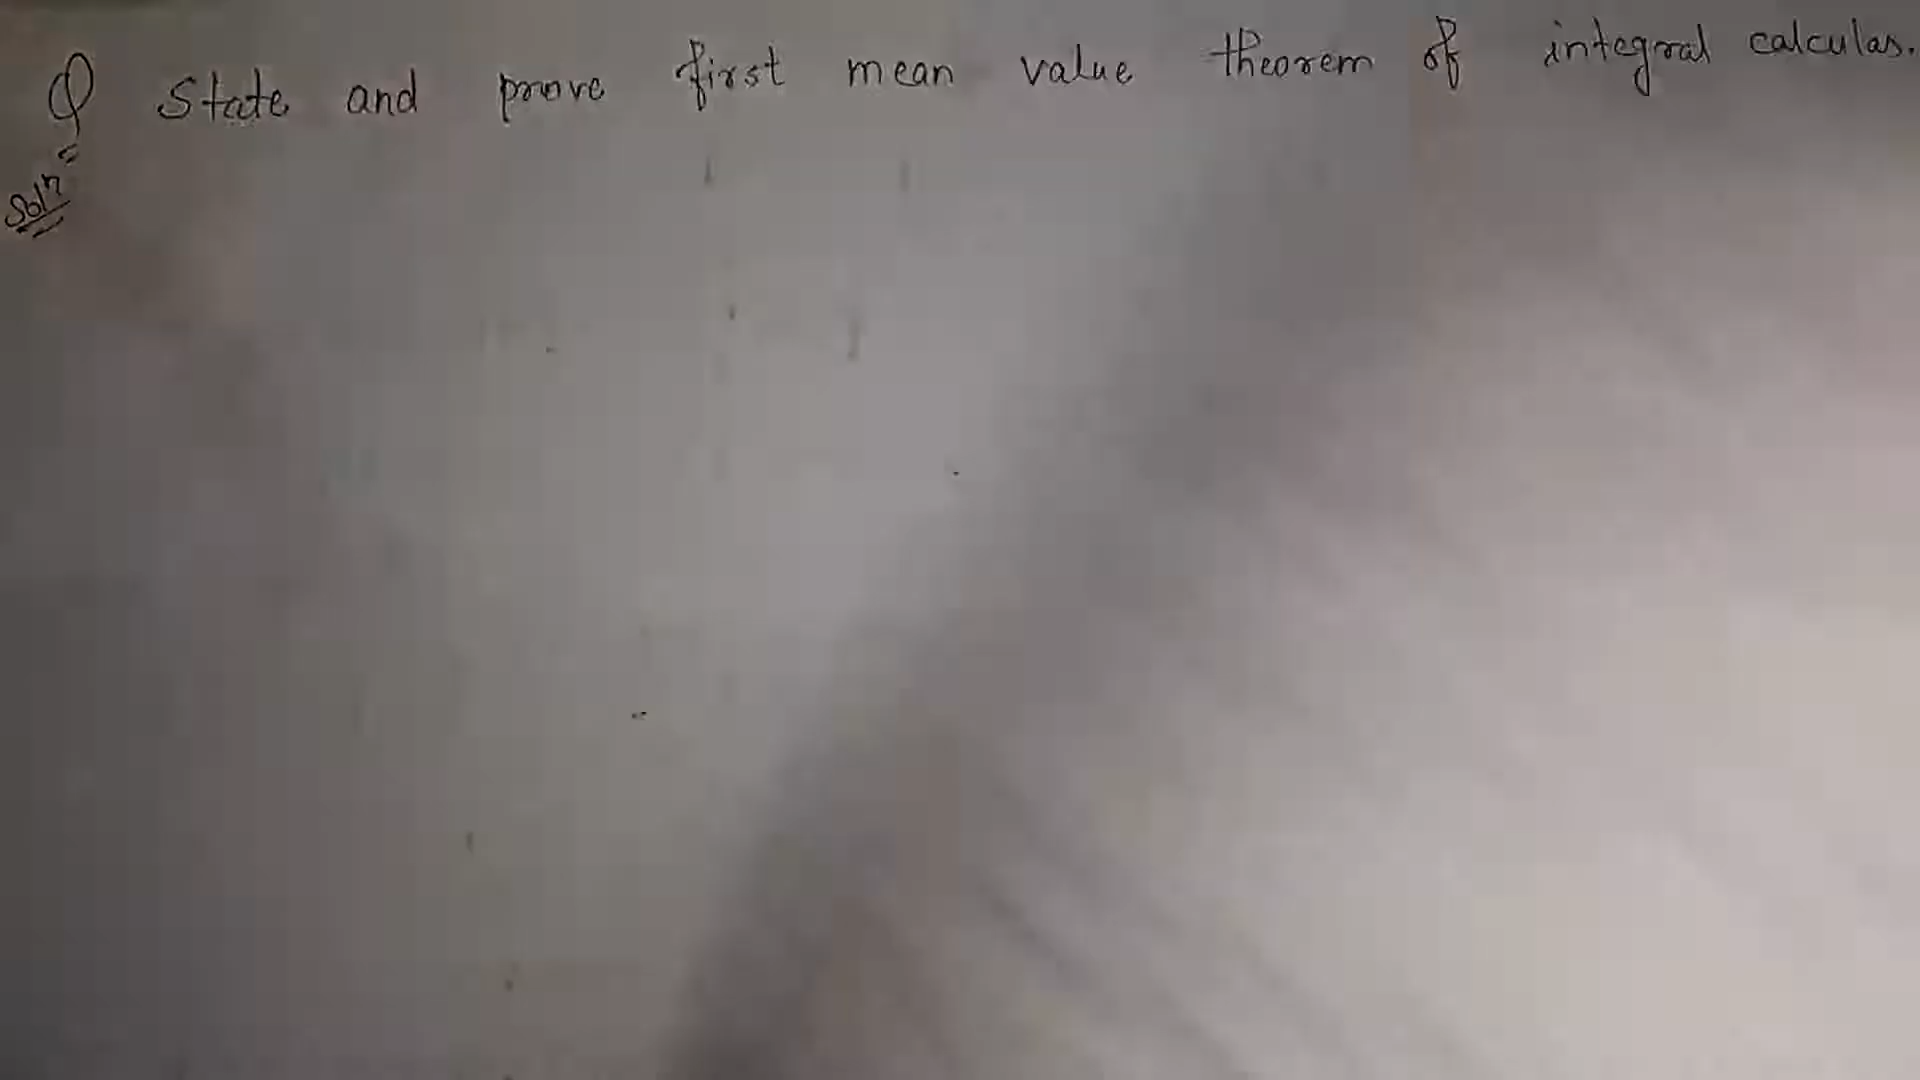 Q State and prove first mean value theorem of integral calculas.
Soln =